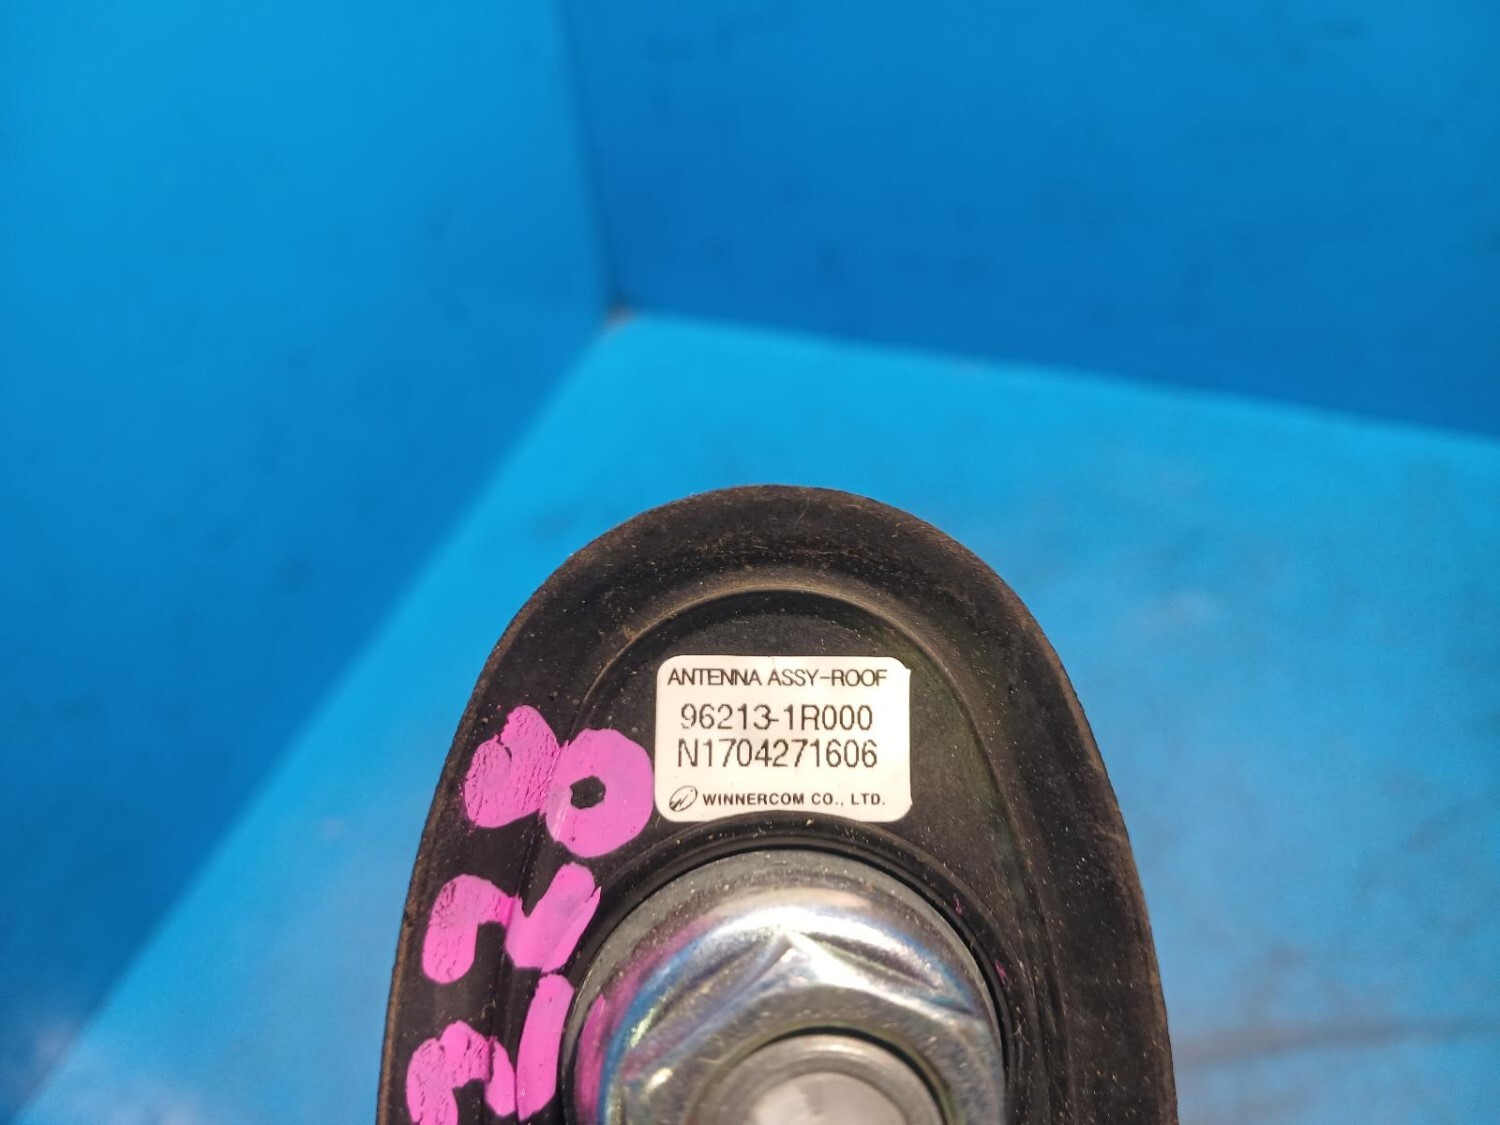 ANTENNA ASSY-ROOF
96213-1R000
N1704271606
WINNERCOM CO., LTD.